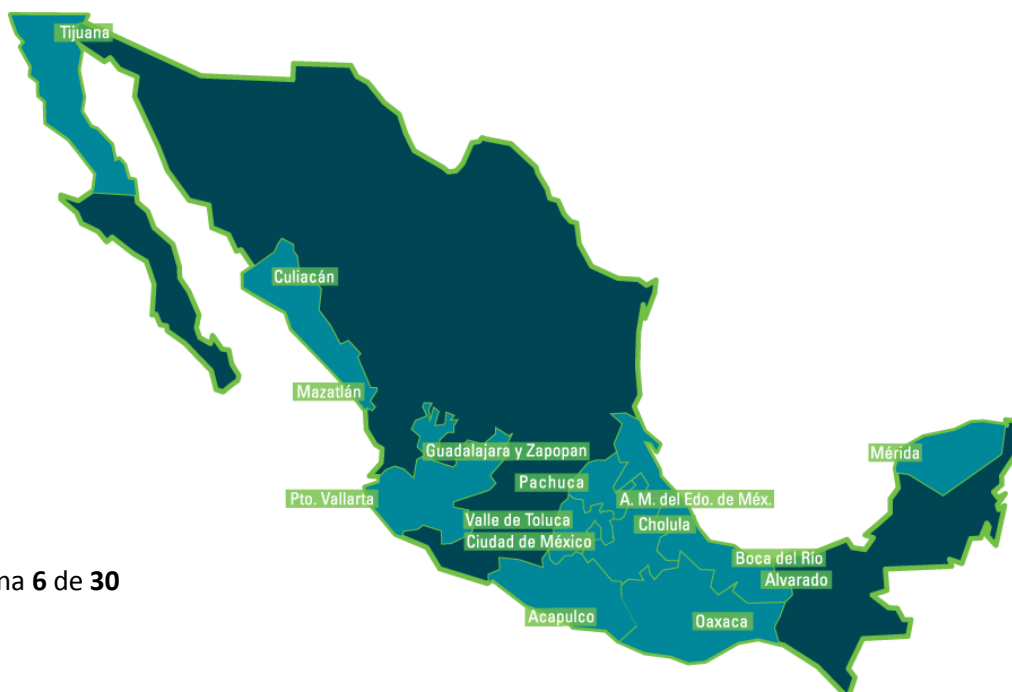 Tijuana
Culiacán
Mazatlán
Guadalajara y Zapopan
Mérida
Pachuca
Pto. Vallarta
A. M. del Edo. de Méx.
Valle de Toluca
Cholula
Ciudad de México
Boca del Río
Alvarado
na 6 de 30
Acapulco
Oaxaca